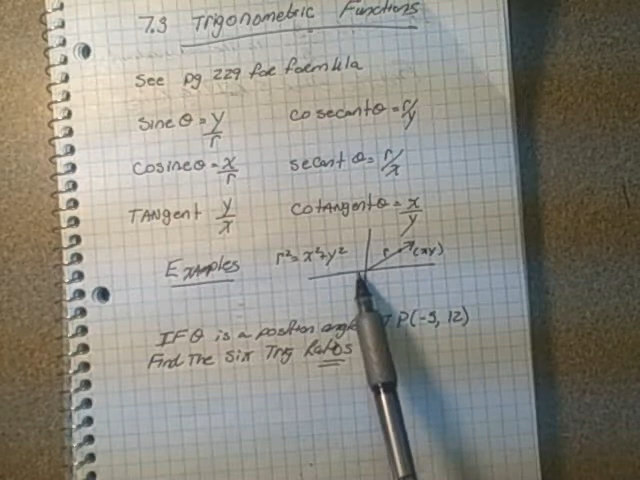 7.3 Trigonometric Functions
See pg 229 for formula
sine θ = y/r cosecant θ = r/y
cosine θ = x/r secant θ = r/x
Tangent y/x cotangent θ = x/y
Examples r² = x² + y² r (xy)
IF θ is a position angle P(-5, 12)
Find The Six Trig Ratios